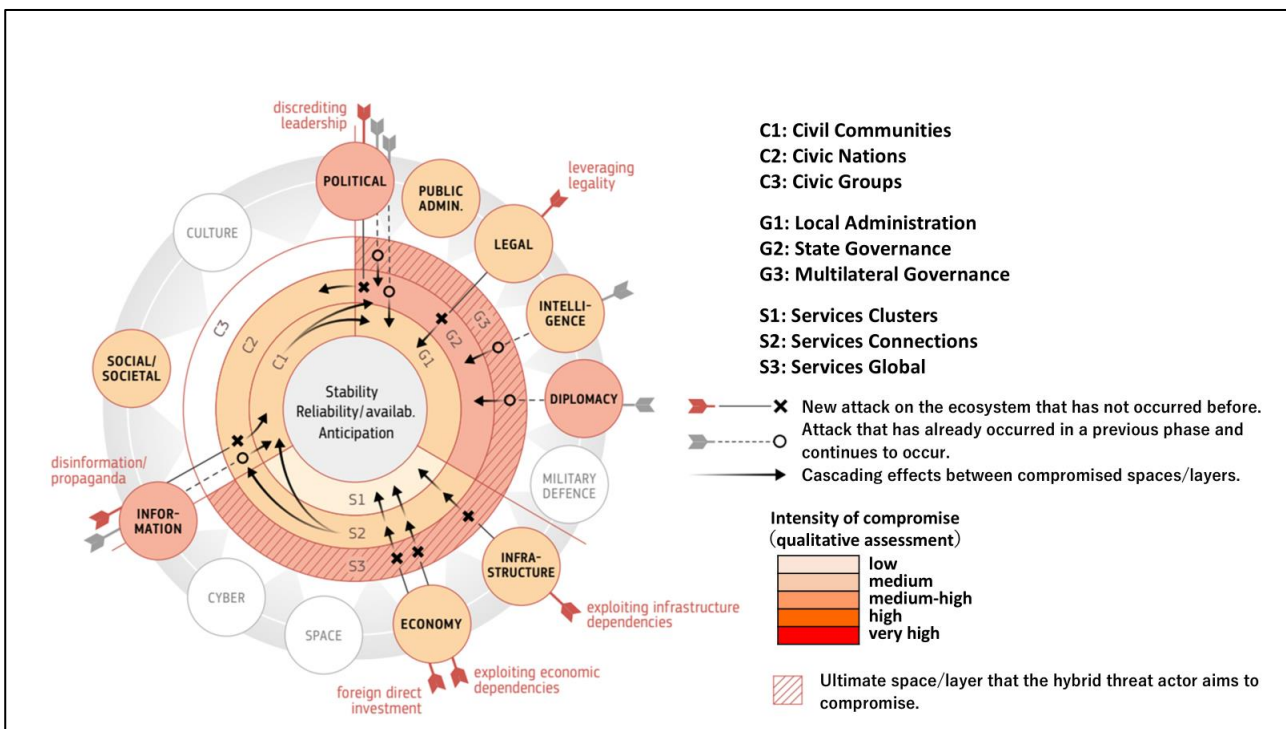 discrediting
leadership
leveraging
legality
POLITICAL
PUBLIC
ADMIN.
LEGAL
CULTURE
INTELLI-
GENCE
SOCIAL/
SOCIETAL
DIPLOMACY
C3
C2
C1
G3
G2
G1
Stability
Reliability/availab.
Anticipation
MILITARY
DEFENCE
disinformation/
propaganda
INFOR-
MATION
S1
S2
S3
INFRA-
STRUCTURE
CYBER
SPACE
ECONOMY
exploiting infrastructure
dependencies
exploiting economic
dependencies
foreign direct
investment
C1: Civil Communities
C2: Civic Nations
C3: Civic Groups
G1: Local Administration
G2: State Governance
G3: Multilateral Governance
S1: Services Clusters
S2: Services Connections
S3: Services Global
New attack on the ecosystem that has not occurred before.
Attack that has already occurred in a previous phase and
continues to occur.
Cascading effects between compromised spaces/layers.
Intensity of compromise
（qualitative assessment）
low
medium
medium-high
high
very high
Ultimate space/layer that the hybrid threat actor aims to
compromise.